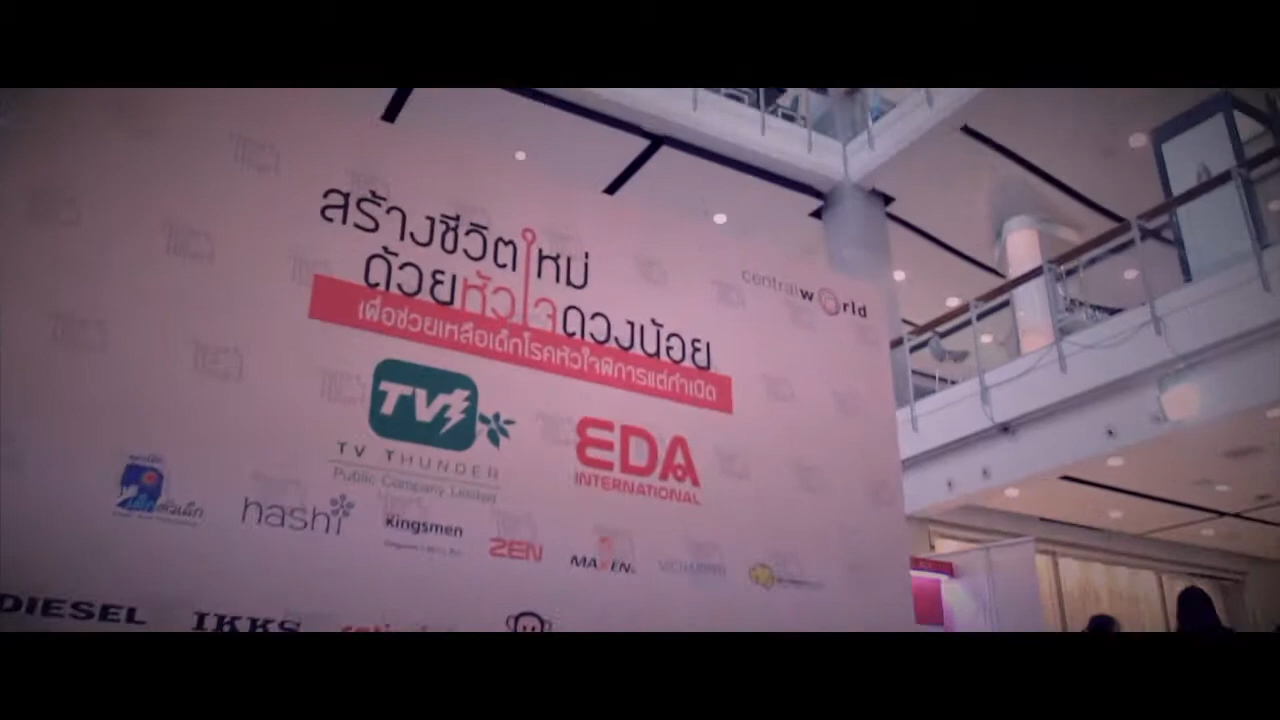 สร้างชีวิตใหม่
ด้วยหัวใจดวงน้อย
เพื่อช่วยเหลือเด็กโรคหัวใจพิการแต่กำเนิด
centralw rld
TV
TV THUNDER
Public Company Limited
EDA
INTERNATIONAL
hashi
Kingsmen
ZEN
DIESEL
IKKS